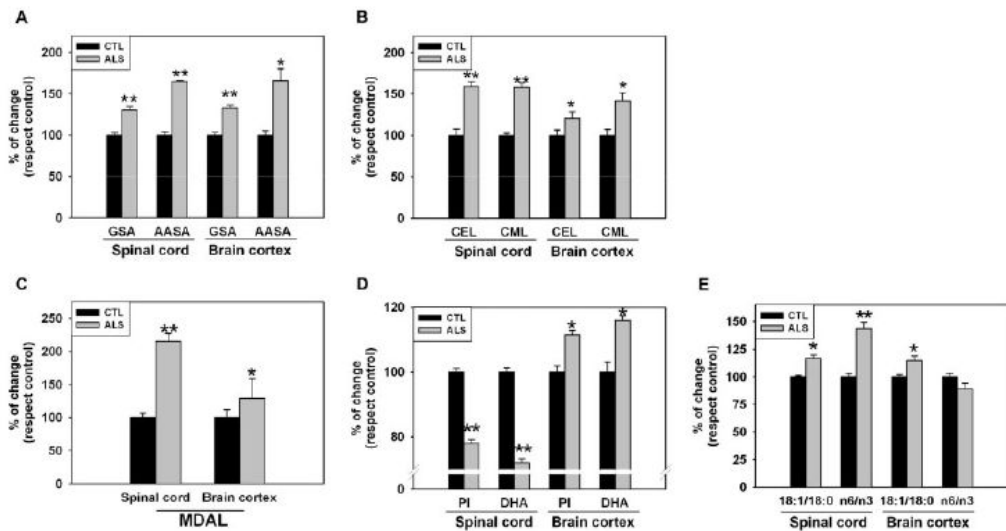 A
CTL
ALS
% of change
(respect control)
200
150
100
50
0
**
**
**
*
GSA AASA GSA AASA
Spinal cord Brain cortex
B
CTL
ALS
% of change
(respect control)
200
150
100
50
0
**
**
*
*
CEL CML CEL CML
Spinal cord Brain cortex
C
CTL
ALS
% of change
(respect control)
250
200
150
100
50
0
**
*
Spinal cord Brain cortex
MDAL
D
CTL
ALS
% of change
(respect control)
120
100
80
0
**
**
*
*
PI DHA PI DHA
Spinal cord Brain cortex
E
CTL
ALS
% of change
(respect control)
150
125
100
75
50
25
0
*
**
*
18:1/18:0 n6/n3 18:1/18:0 n6/n3
Spinal cord Brain cortex